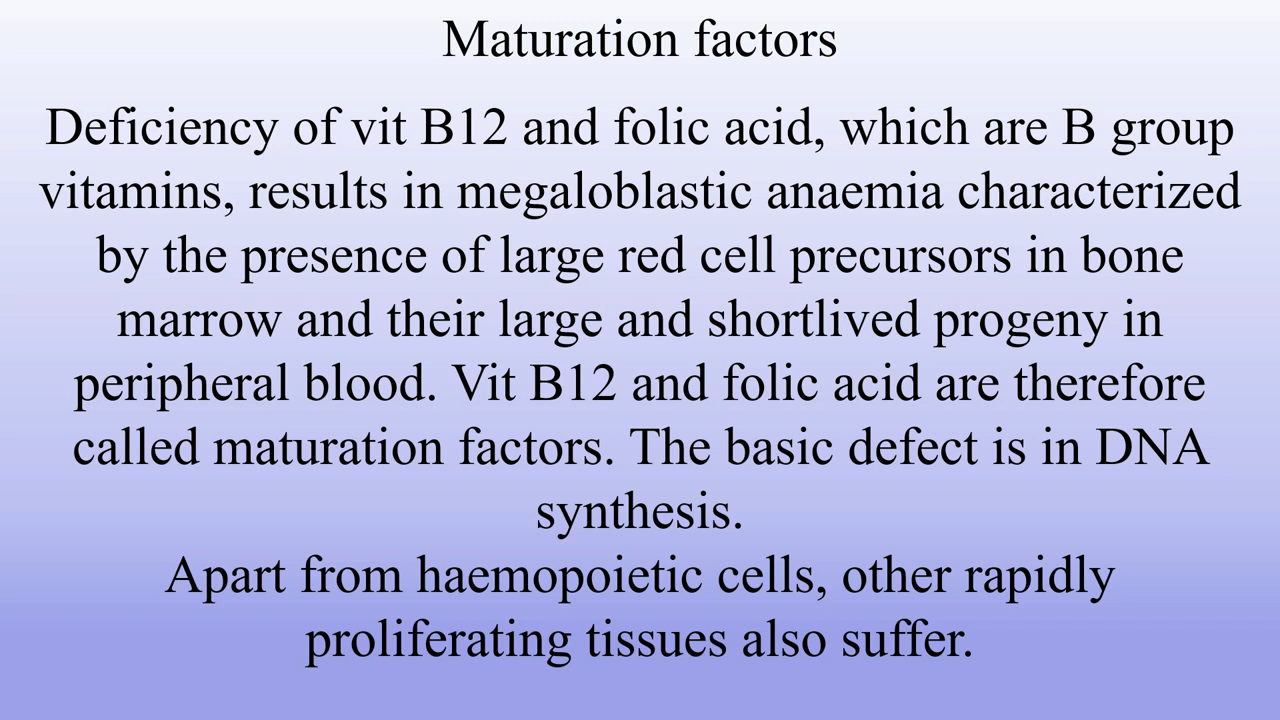 Maturation factors
Deficiency of vit B12 and folic acid, which are B group
vitamins, results in megaloblastic anaemia characterized
by the presence of large red cell precursors in bone
marrow and their large and shortlived progeny in
peripheral blood. Vit B12 and folic acid are therefore
called maturation factors. The basic defect is in DNA
synthesis.
Apart from haemopoietic cells, other rapidly
proliferating tissues also suffer.